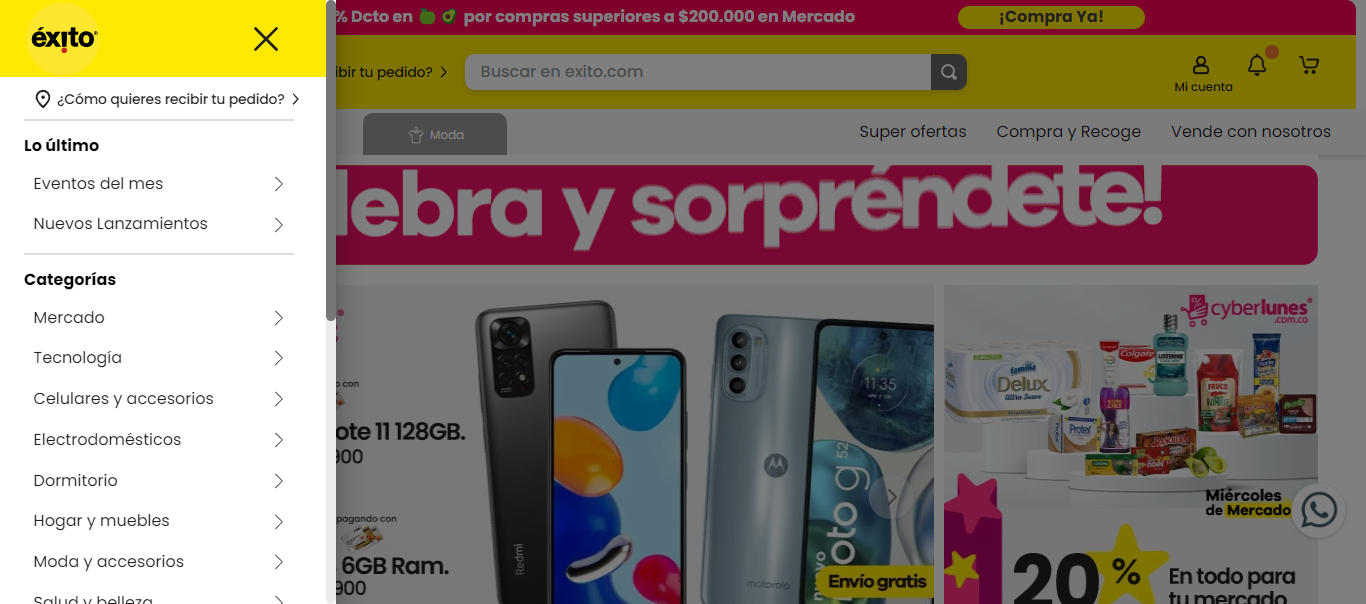 éxito
% Dcto en por compras superiores a $200.000 en Mercado
¡Compra Ya!
tu pedido?
Buscar en exito.com
Mi cuenta
¿Cómo quieres recibir tu pedido?
Lo último
Eventos del mes
Nuevos Lanzamientos
Categorías
Mercado
Tecnología
Celulares y accesorios
Electrodomésticos
Dormitorio
Hogar y muebles
Moda y accesorios
Salud y belleza
Moda
Super ofertas
Compra y Recoge
Vende con nosotros
lebra y sorpréndete!
con
ote 11 128GB.
900
pagando con
6GB Ram.
900
Redmi
11:35
motorola
moto g52
Envío gratis
cyberlunes
.com.co
familia
Delux
Ultra Suave
Colgate
LISTERINE
Protex
FRUCO
RANCHERA
Miércoles
de Mercado
20%
En todo para
tu mercado